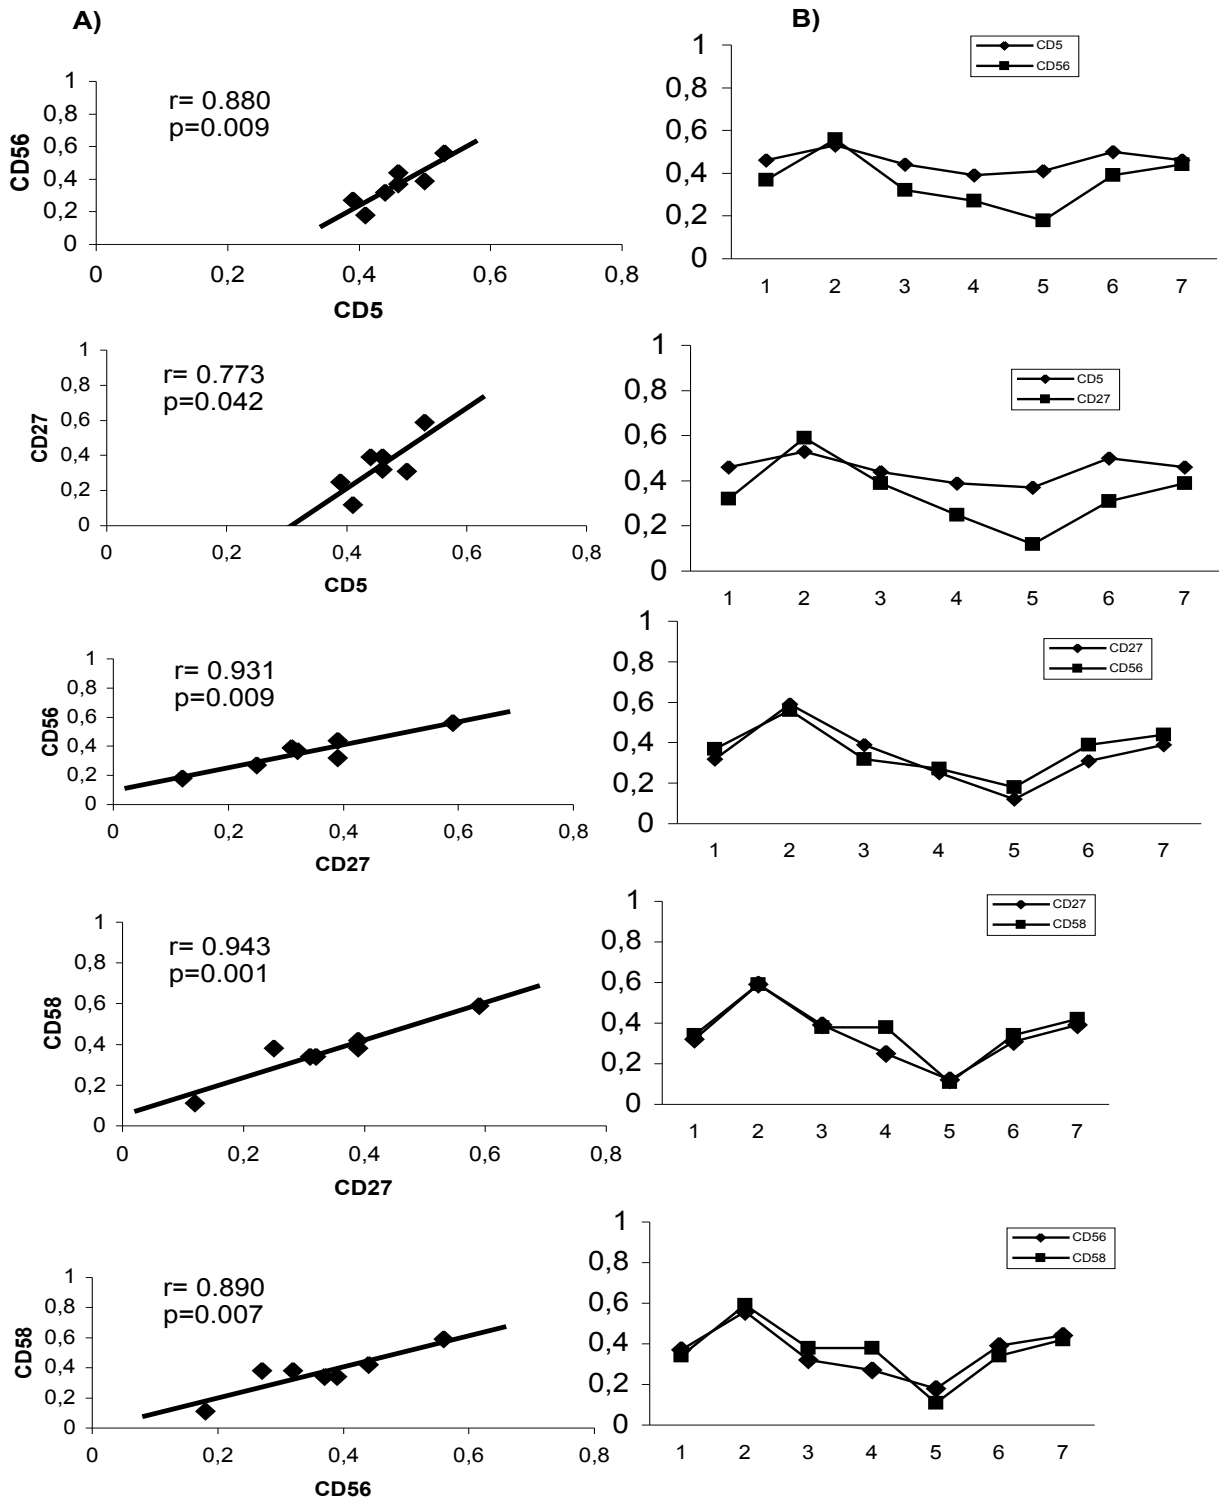 A)
B)
r= 0.880
p=0.009
CD56
1
0,8
0,6
0,4
0,2
0
0 0,2 0,4 0,6 0,8
CD5
CD5
CD56
1
0,8
0,6
0,4
0,2
0
1 2 3 4 5 6 7
r= 0.773
p=0.042
CD27
1
0,8
0,6
0,4
0,2
0
0 0,2 0,4 0,6 0,8
CD5
CD5
CD27
1
0,8
0,6
0,4
0,2
0
1 2 3 4 5 6 7
r= 0.931
p=0.009
CD56
1
0,8
0,6
0,4
0,2
0
0 0,2 0,4 0,6 0,8
CD27
CD27
CD56
1
0,8
0,6
0,4
0,2
0
1 2 3 4 5 6 7
r= 0.943
p=0.001
CD58
1
0,8
0,6
0,4
0,2
0
0 0,2 0,4 0,6 0,8
CD27
CD27
CD58
1
0,8
0,6
0,4
0,2
0
1 2 3 4 5 6 7
r= 0.890
p=0.007
CD58
1
0,8
0,6
0,4
0,2
0
0 0,2 0,4 0,6 0,8
CD56
CD56
CD58
1
0,8
0,6
0,4
0,2
0
1 2 3 4 5 6 7